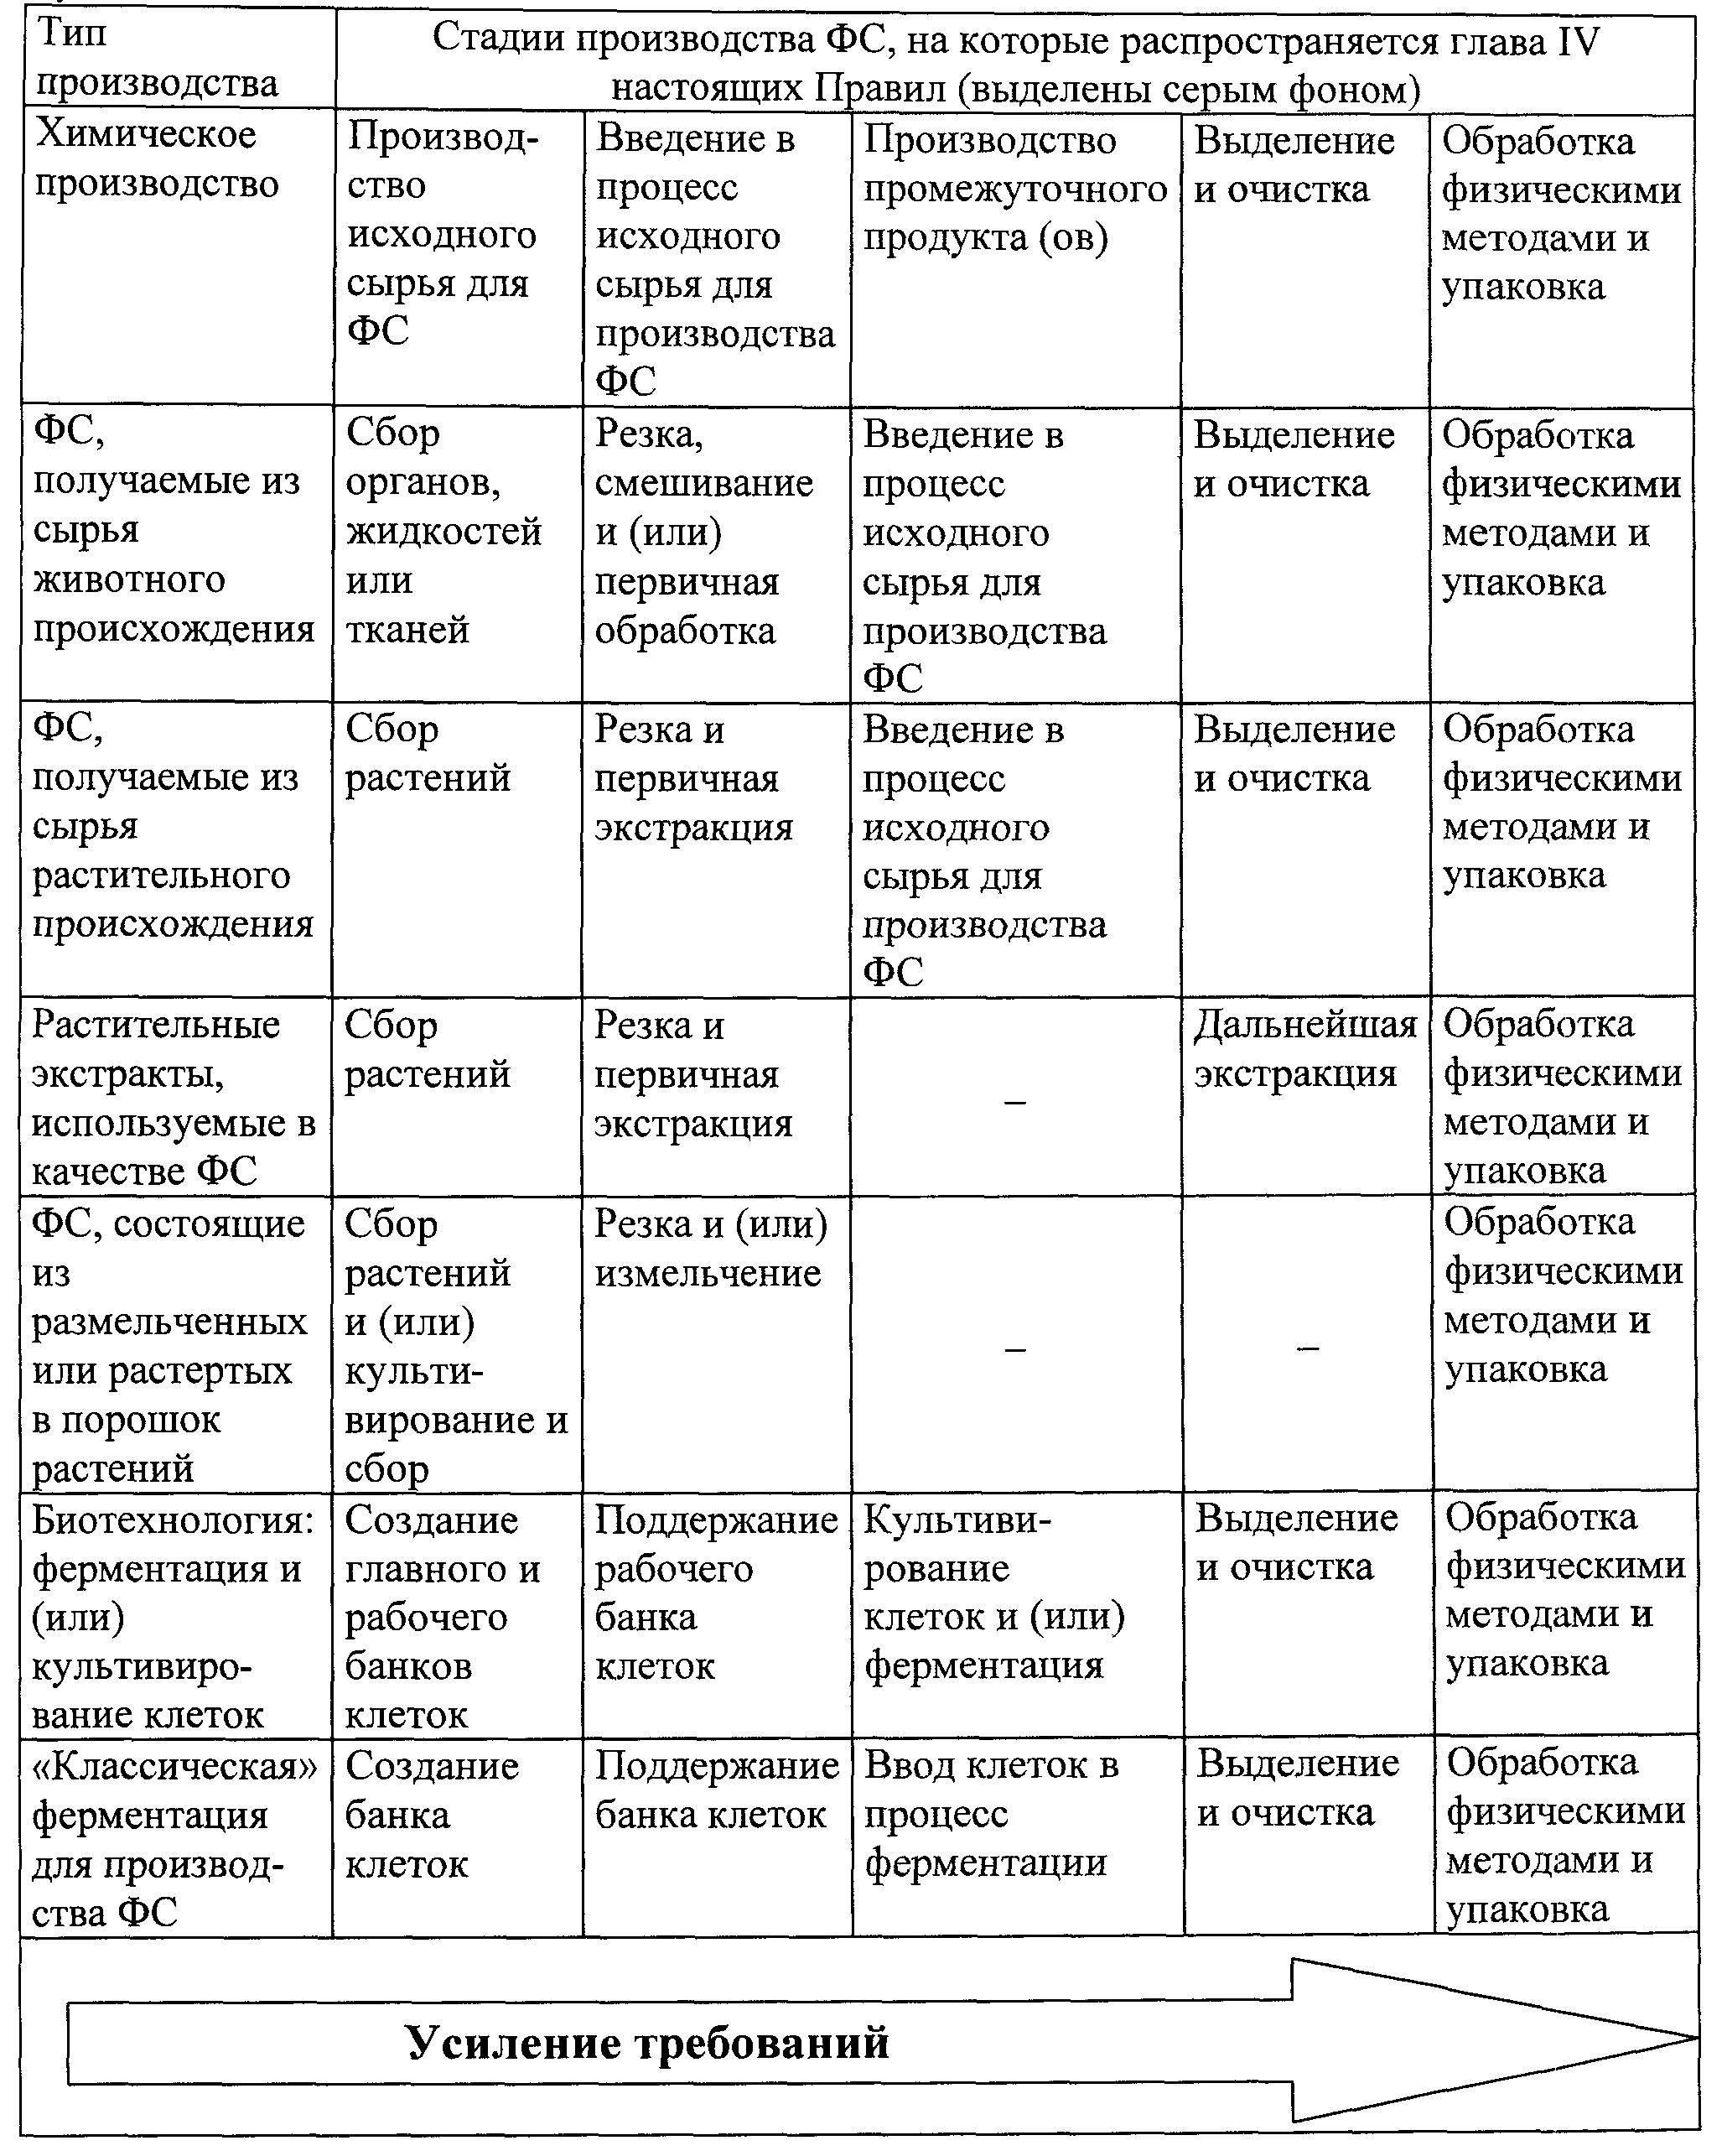 Тип
производства
Стадии производства ФС, на которые распространяется глава IV
настоящих Правил (выделены серым фоном)
Химическое
производство
Производ-
ство
исходного
сырья для
ФС
Введение в
процесс
исходного
сырья для
производства
ФС
Производство
промежуточного
продукта (ов)
Выделение
и очистка
Обработка
физическими
методами и
упаковка
ФС,
получаемые из
сырья
животного
происхождения
Сбор
органов,
жидкостей
или
тканей
Резка,
смешивание
и (или)
первичная
обработка
Введение в
процесс
исходного
сырья для
производства
ФС
Выделение
и очистка
Обработка
физическими
методами и
упаковка
ФС,
получаемые из
сырья
растительного
происхождения
Сбор
растений
Резка и
первичная
экстракция
Введение в
процесс
исходного
сырья для
производства
ФС
Выделение
и очистка
Обработка
физическими
методами и
упаковка
Растительные
экстракты,
используемые в
качестве ФС
Сбор
растений
Резка и
первичная
экстракция
–
Дальнейшая
экстракция
Обработка
физическими
методами и
упаковка
ФС, состоящие
из
размельченных
или растертых
в порошок
растений
Сбор
растений
и (или)
культи-
вирование и
сбор
Резка и (или)
измельчение
–
–
Обработка
физическими
методами и
упаковка
Биотехнология:
ферментация и
(или)
культивиро-
вание клеток
Создание
главного и
рабочего
банков
клеток
Поддержание
рабочего
банка
клеток
Культиви-
рование
клеток и (или)
ферментация
Выделение
и очистка
Обработка
физическими
методами и
упаковка
«Классическая»
ферментация
для производ-
ства ФС
Создание
банка
клеток
Поддержание
банка клеток
Ввод клеток в
процесс
ферментации
Выделение
и очистка
Обработка
физическими
методами и
упаковка
Усиление требований